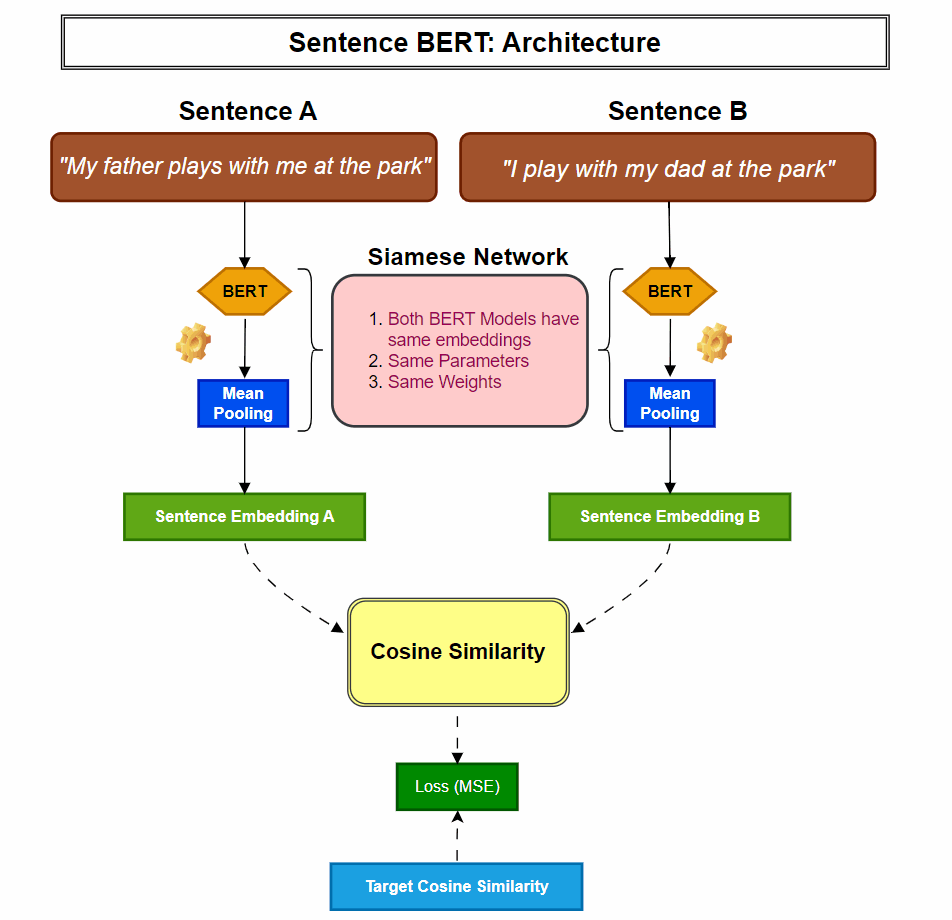 Sentence BERT: Architecture
Sentence A
"My father plays with me at the park"
Sentence B
"I play with my dad at the park"
BERT
Mean
Pooling
Siamese Network
1. Both BERT Models have
same embeddings
2. Same Parameters
3. Same Weights
BERT
Mean
Pooling
Sentence Embedding A
Sentence Embedding B
Cosine Similarity
Loss (MSE)
Target Cosine Similarity